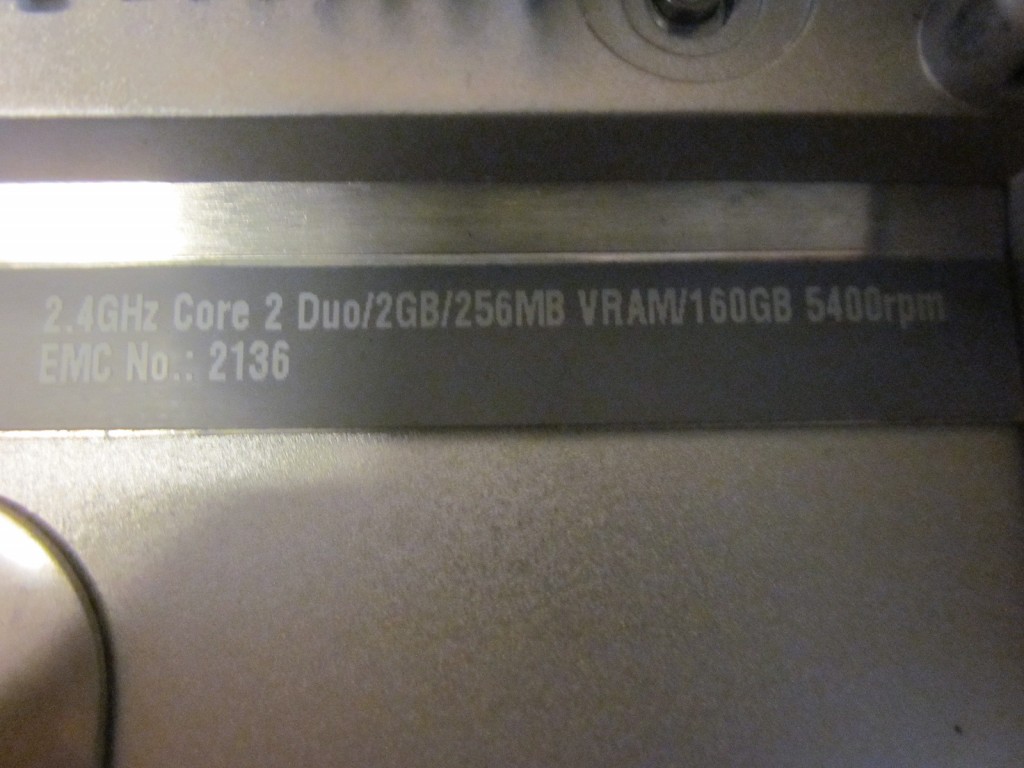 2.4GHz Core 2 Duo/2GB/256MB VRAM/160GB 5400rpm
EMC No.: 2136